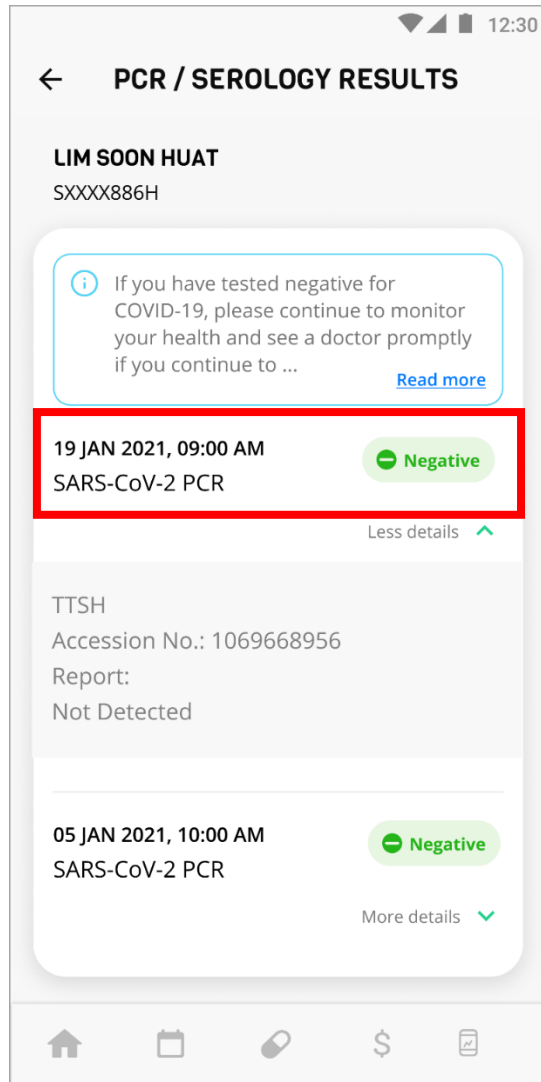 12:30
PCR / SEROLOGY RESULTS
LIM SOON HUAT
SXXXX886H
If you have tested negative for
COVID-19, please continue to monitor
your health and see a doctor promptly
if you continue to ...
Read more
19 JAN 2021, 09:00 AM
Negative
SARS-CoV-2 PCR
Less details
TTSH
Accession No.: 1069668956
Report:
Not Detected
05 JAN 2021, 10:00 AM
Negative
SARS-CoV-2 PCR
More details